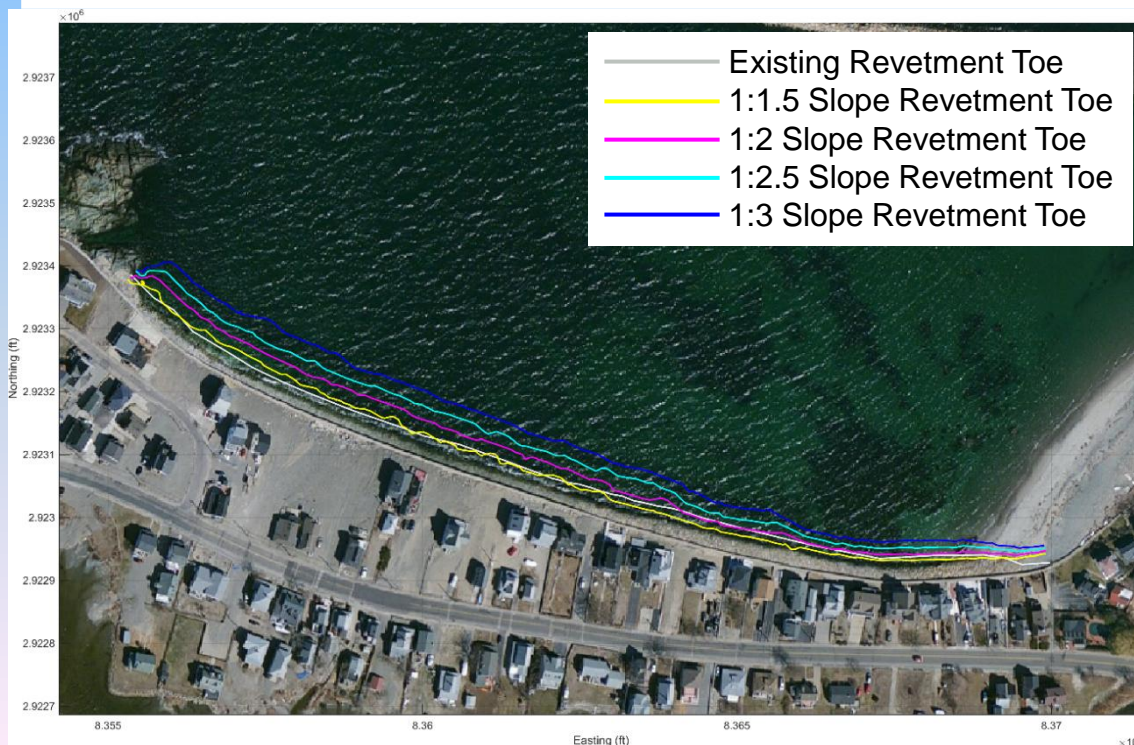 ×10⁶
Existing Revetment Toe
1:1.5 Slope Revetment Toe
1:2 Slope Revetment Toe
1:2.5 Slope Revetment Toe
1:3 Slope Revetment Toe
2.9237
2.9236
2.9235
2.9234
2.9233
2.9232
2.9231
2.923
2.9229
2.9228
2.9227
Northing (ft)
8.355
8.36
8.365
8.37
Easting (ft)